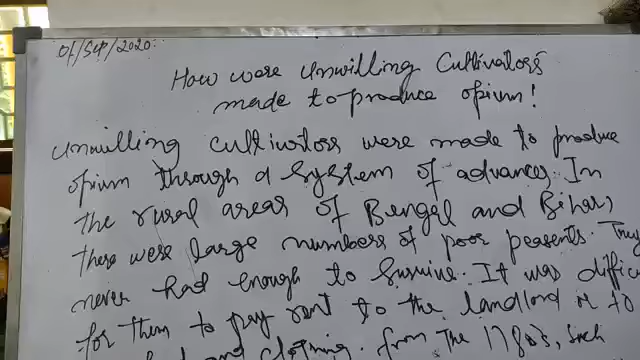 01/Sep/2020:
How were Unwilling Cultivators
made to produce opium!
Unwilling cultivators were made to produce
opium through a system of advances. In
the rural areas of Bengal and Bihar,
there were large numbers of poor peasents. They
never had enough to survive. It was diffic
for them to pay rent to the landlord or to
and clothing. From the 1780's, such